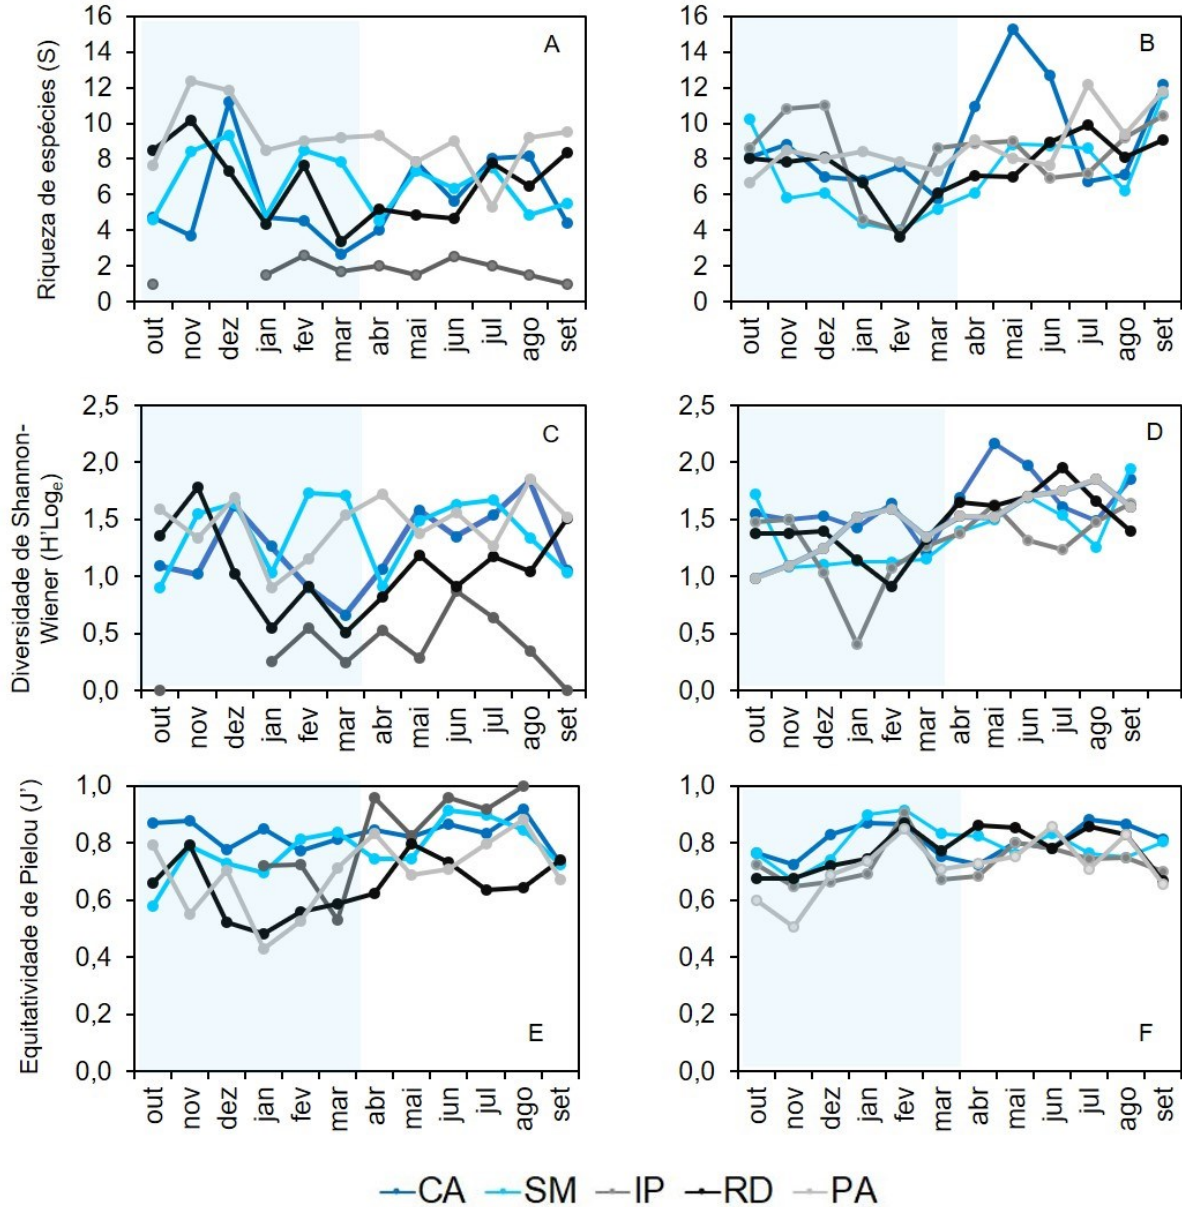 Riqueza de espécies (S)
16
14
12
10
8
6
4
2
0
A
out
nov
dez
jan
fev
mar
abr
mai
jun
jul
ago
set
16
14
12
10
8
6
4
2
0
B
out
nov
dez
jan
fev
mar
abr
mai
jun
jul
ago
set
Diversidade de Shannon-
Wiener (H'Logₑ)
2,5
2.0
1.5
1.0
0,5
0,0
C
out
nov
dez
jan
fev
mar
abr
mai
jun
jul
ago
set
2,5
2.0
1.5
1.0
0.5
0.0
D
out
nov
dez
jan
fev
mar
abr
mai
jun
jul
ago
set
Equitatividade de Pielou (J')
1,0
0,8
0,6
0,4
0,2
0,0
E
out
nov
dez
jan
fev
mar
abr
mai
jun
jul
ago
set
1,0
0,8
0,6
0,4
0,2
0,0
F
out
nov
dez
jan
fev
mar
abr
mai
jun
jul
ago
set
CA SM IP RD PA